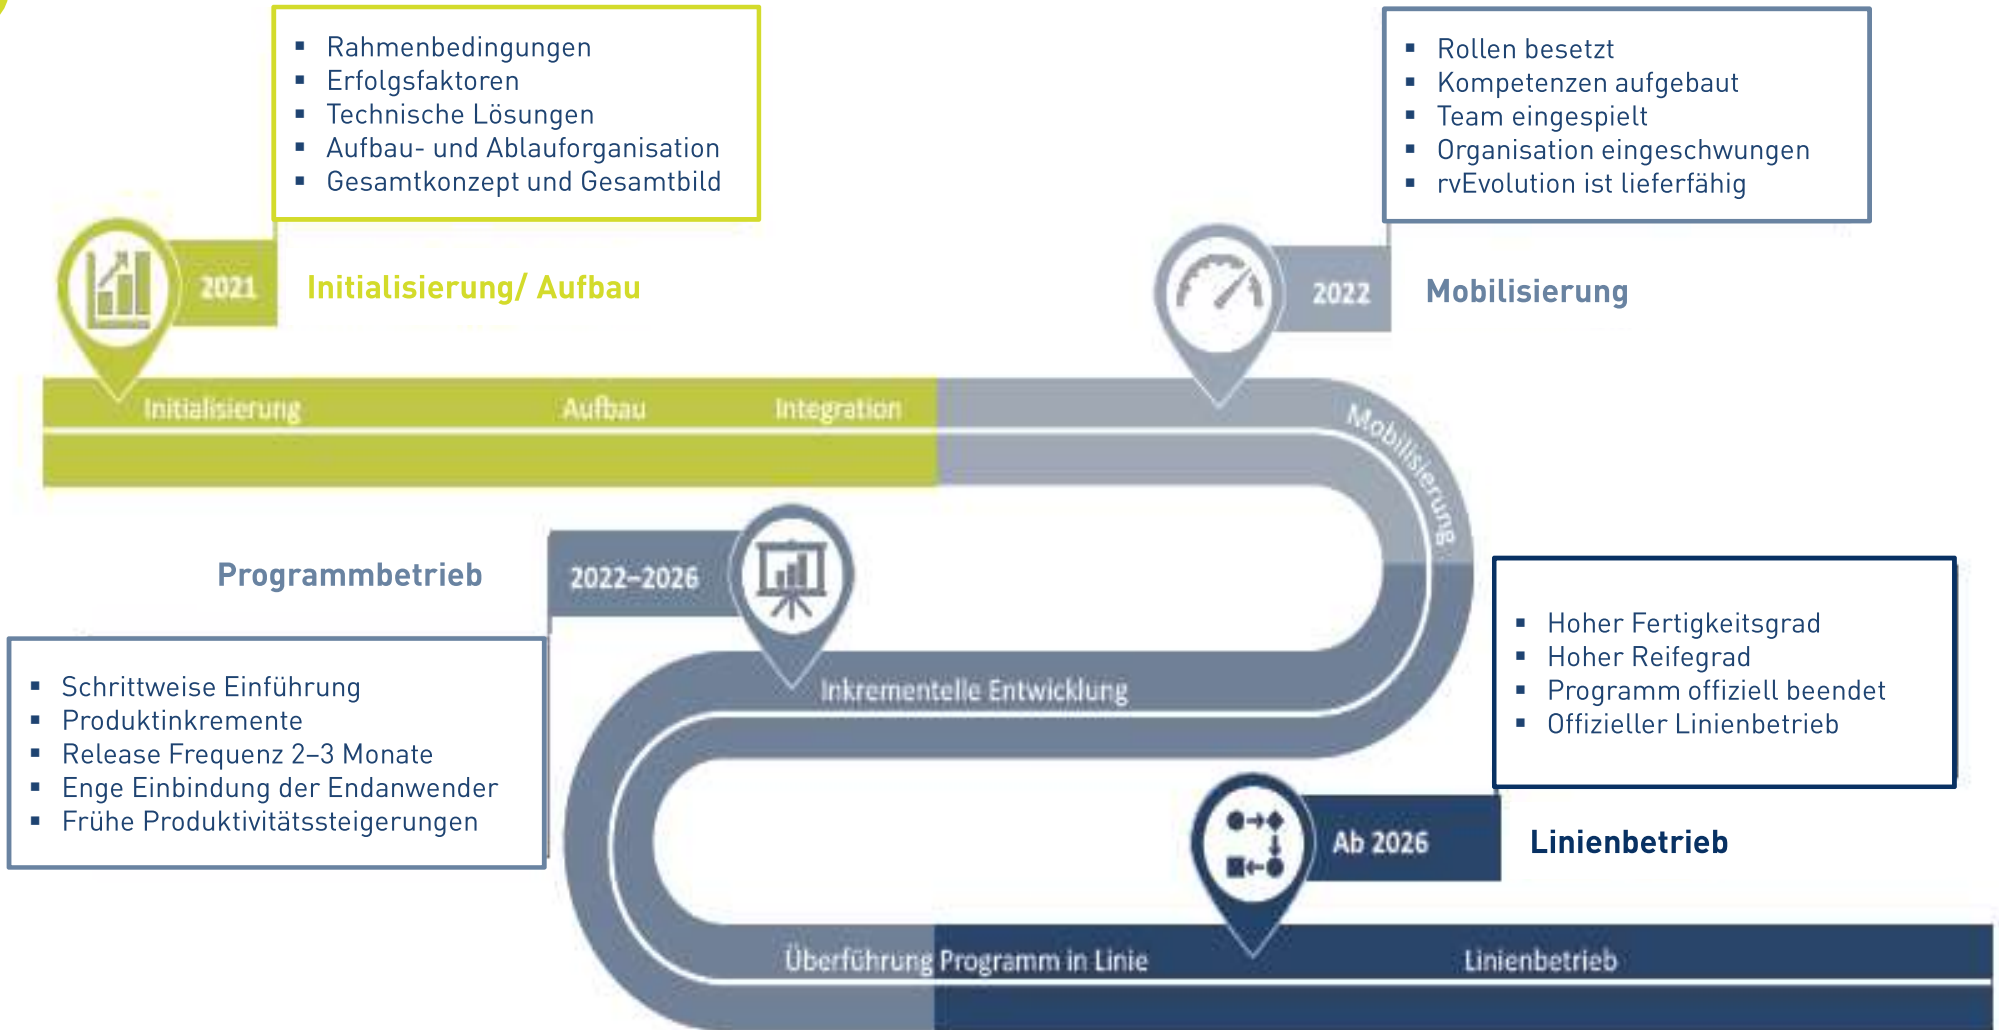 Rahmenbedingungen
Erfolgsfaktoren
Technische Lösungen
Aufbau- und Ablauforganisation
Gesamtkonzept und Gesamtbild
2021
Initialisierung/ Aufbau
Rollen besetzt
Kompetenzen aufgebaut
Team eingespielt
Organisation eingeschwungen
rvEvolution ist lieferfähig
2022
Mobilisierung
Initialisierung
Aufbau
Integration
Mobilisierung
Programmbetrieb
2022–2026
Schrittweise Einführung
Produktinkremente
Release Frequenz 2–3 Monate
Enge Einbindung der Endanwender
Frühe Produktivitätssteigerungen
Inkrementelle Entwicklung
Hoher Fertigkeitsgrad
Hoher Reifegrad
Programm offiziell beendet
Offizieller Linienbetrieb
Ab 2026
Linienbetrieb
Überführung Programm in Linie
Linienbetrieb